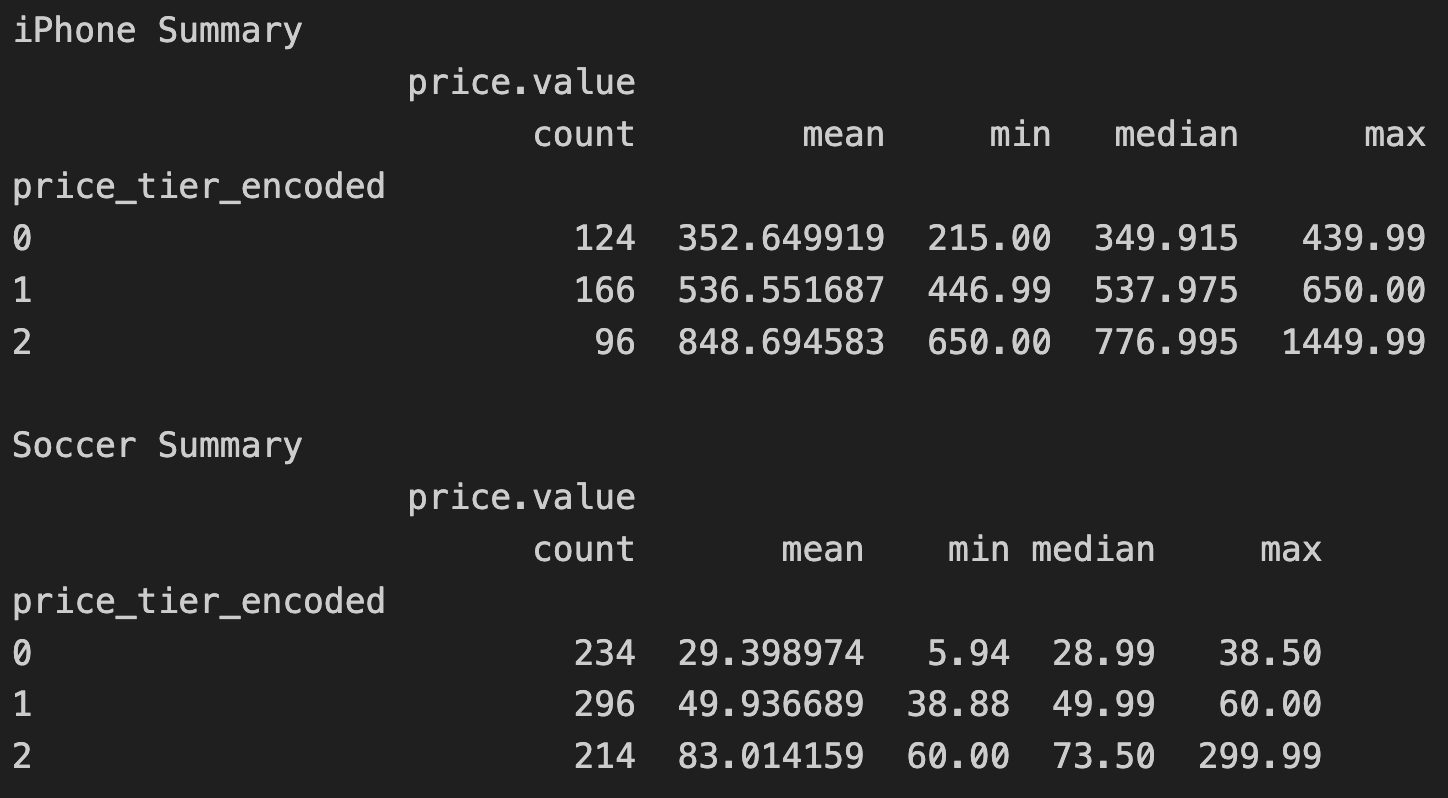 iPhone Summary
price.value
count mean min median max
price_tier_encoded
0 124 352.649919 215.00 349.915 439.99
1 166 536.551687 446.99 537.975 650.00
2 96 848.694583 650.00 776.995 1449.99
Soccer Summary
price.value
count mean min median max
price_tier_encoded
0 234 29.398974 5.94 28.99 38.50
1 296 49.936689 38.88 49.99 60.00
2 214 83.014159 60.00 73.50 299.99